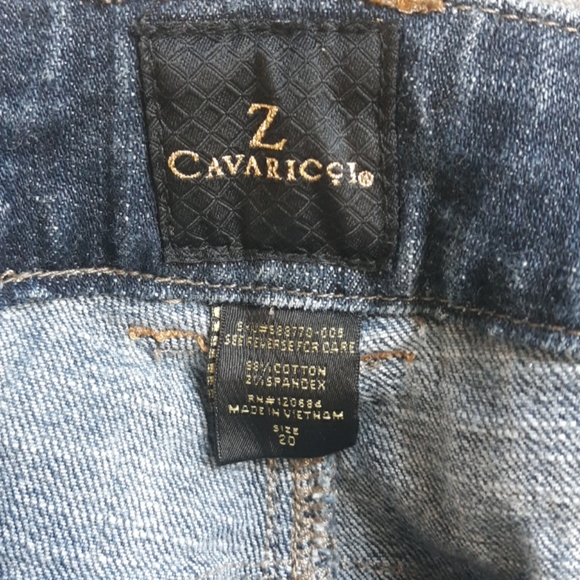 Z
CAVARICCI®
SEE REVERSE FOR CARE
98% COTTON
2% SPANDEX
RN#120684
MADE IN VIETNAM
SIZE
20